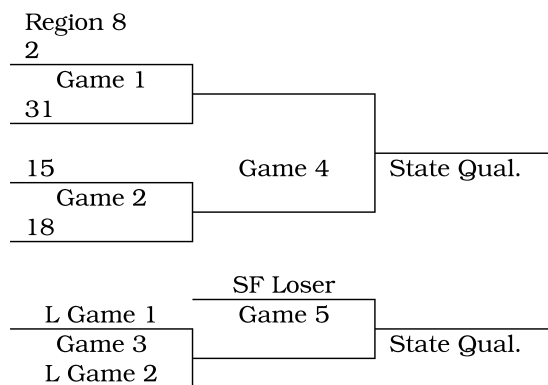 Region 8
2
Game 1
31
15
Game 4
State Qual.
Game 2
18
SF Loser
L Game 1
Game 5
Game 3
State Qual.
L Game 2